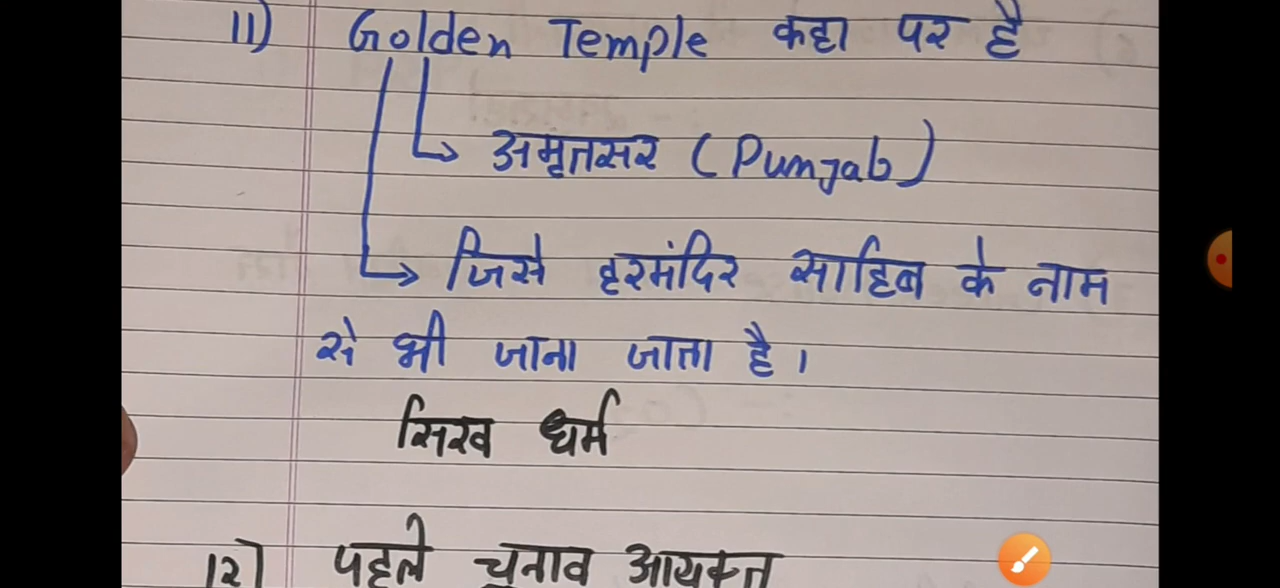 11) Golden Temple कहा पर है
अमृतसर (Punjab)
जिसे हरमंदिर साहिब के नाम
से भी जाना जाता है।
सिख धर्म
12) पहले चुनाव आयुक्त